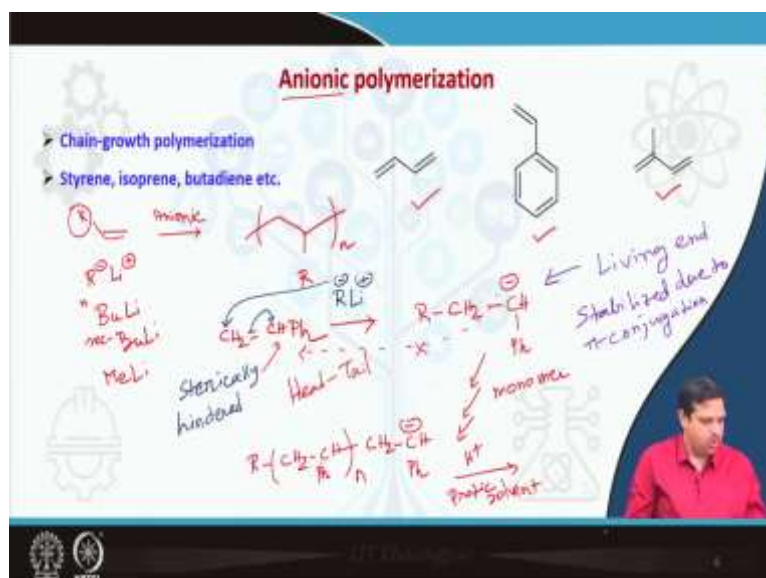 Anionic polymerization
Chain-growth polymerization
Styrene, isoprene, butadiene etc.
R Anionic n
R⊖Li⊕
R ⊖ ⊕
RLi
nBuLi
sec-BuLi
MeLi
CH2-CHPh
R-CH2-CH ⊖
Ph
Living end
Stabilized due to
π-conjugation
Sterically
hindered
Head-Tail
x
monomer
R-(CH2-CH)n CH2-CH ⊖
Ph Ph
H+
Protic
solvent